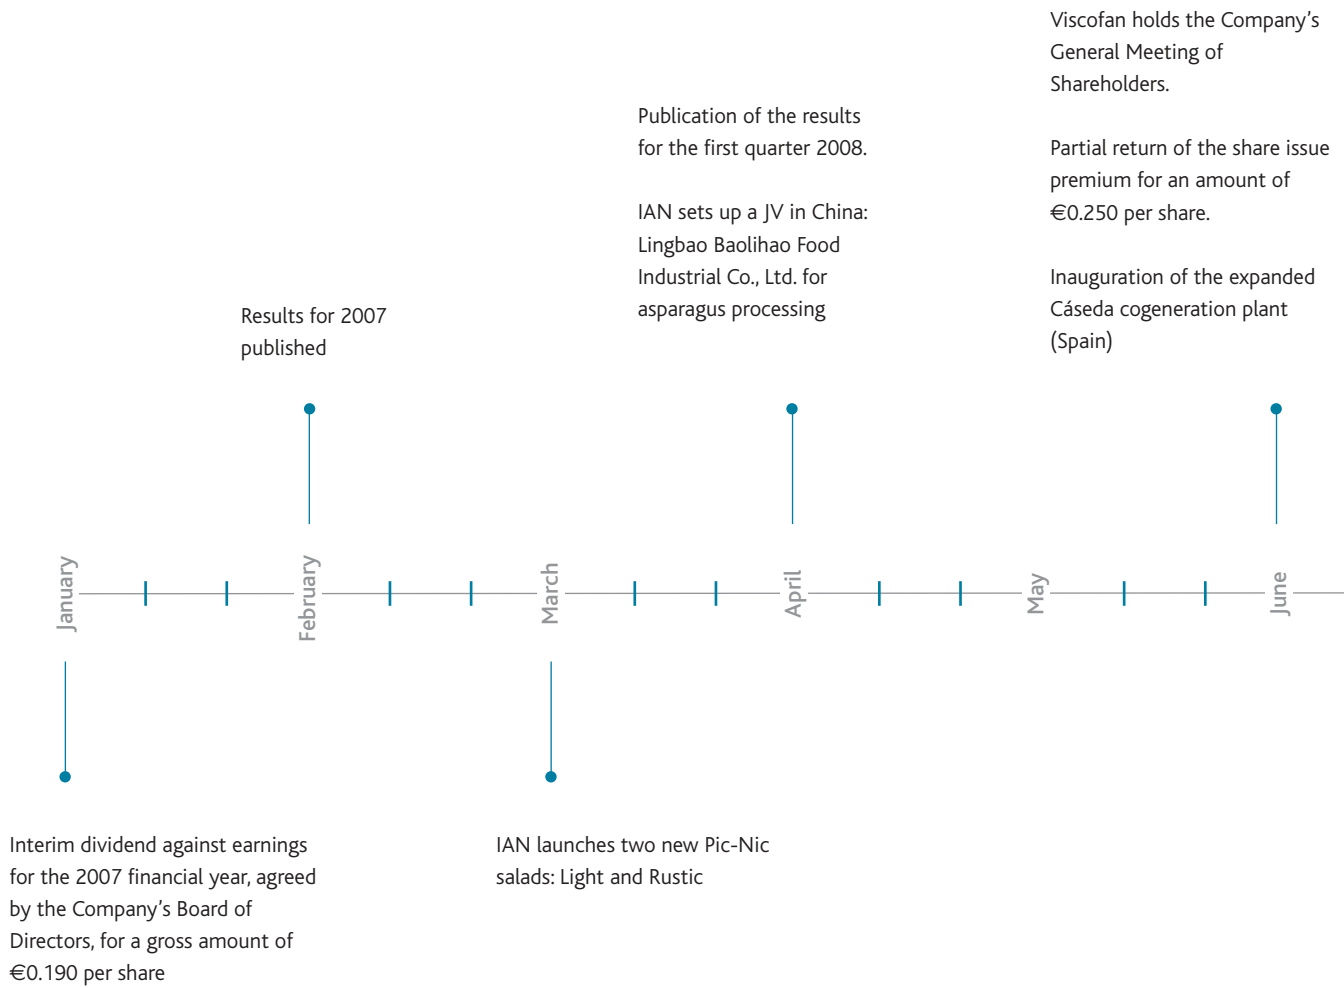 Viscofan holds the Company’s
General Meeting of
Shareholders.
Partial return of the share issue
premium for an amount of
€0.250 per share.
Inauguration of the expanded
Cáseda cogeneration plant
(Spain)
Publication of the results
for the first quarter 2008.
IAN sets up a JV in China:
Lingbao Baolihao Food
Industrial Co., Ltd. for
asparagus processing
Results for 2007
published
January
February
March
April
May
June
Interim dividend against earnings
for the 2007 financial year, agreed
by the Company’s Board of
Directors, for a gross amount of
€0.190 per share
IAN launches two new Pic-Nic
salads: Light and Rustic